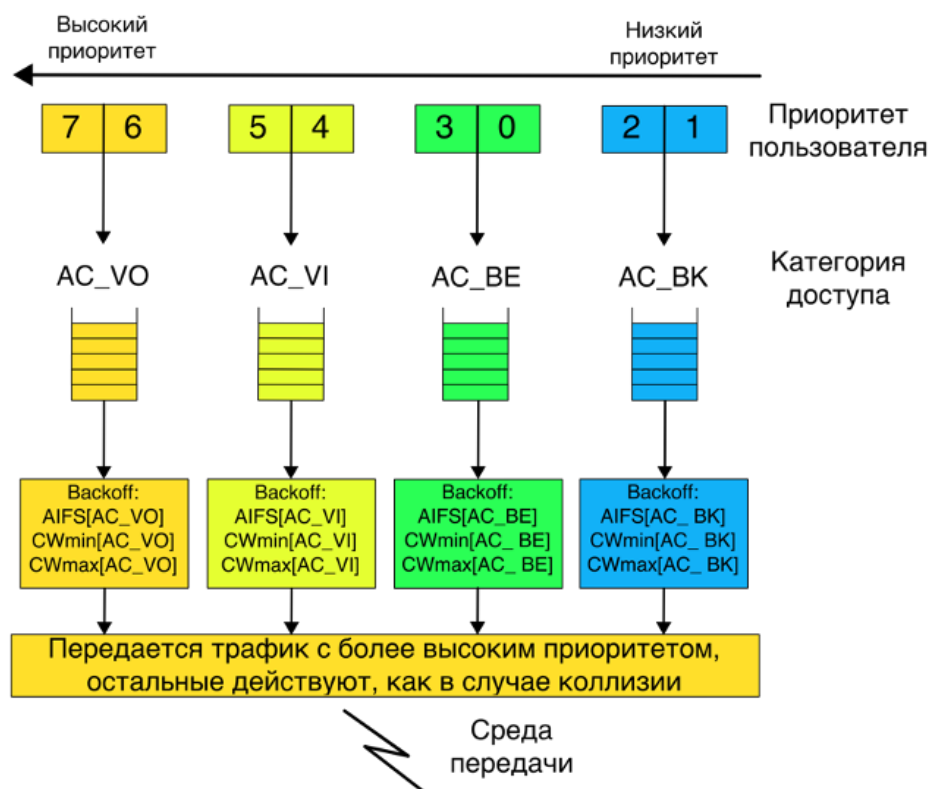 Высокий
приоритет
Низкий
приоритет
7 6
5 4
3 0
2 1
Приоритет
пользователя
AC_VO
AC_VI
AC_BE
AC_BK
Категория
доступа
Backoff:
AIFS[AC_VO]
CWmin[AC_VO]
CWmax[AC_VO]
Backoff:
AIFS[AC_VI]
CWmin[AC_VI]
CWmax[AC_VI]
Backoff:
AIFS[AC_BE]
CWmin[AC_ BE]
CWmax[AC_ BE]
Backoff:
AIFS[AC_ BK]
CWmin[AC_ BK]
CWmax[AC_ BK]
Передается трафик с более высоким приоритетом,
остальные действуют, как в случае коллизии
Среда
передачи